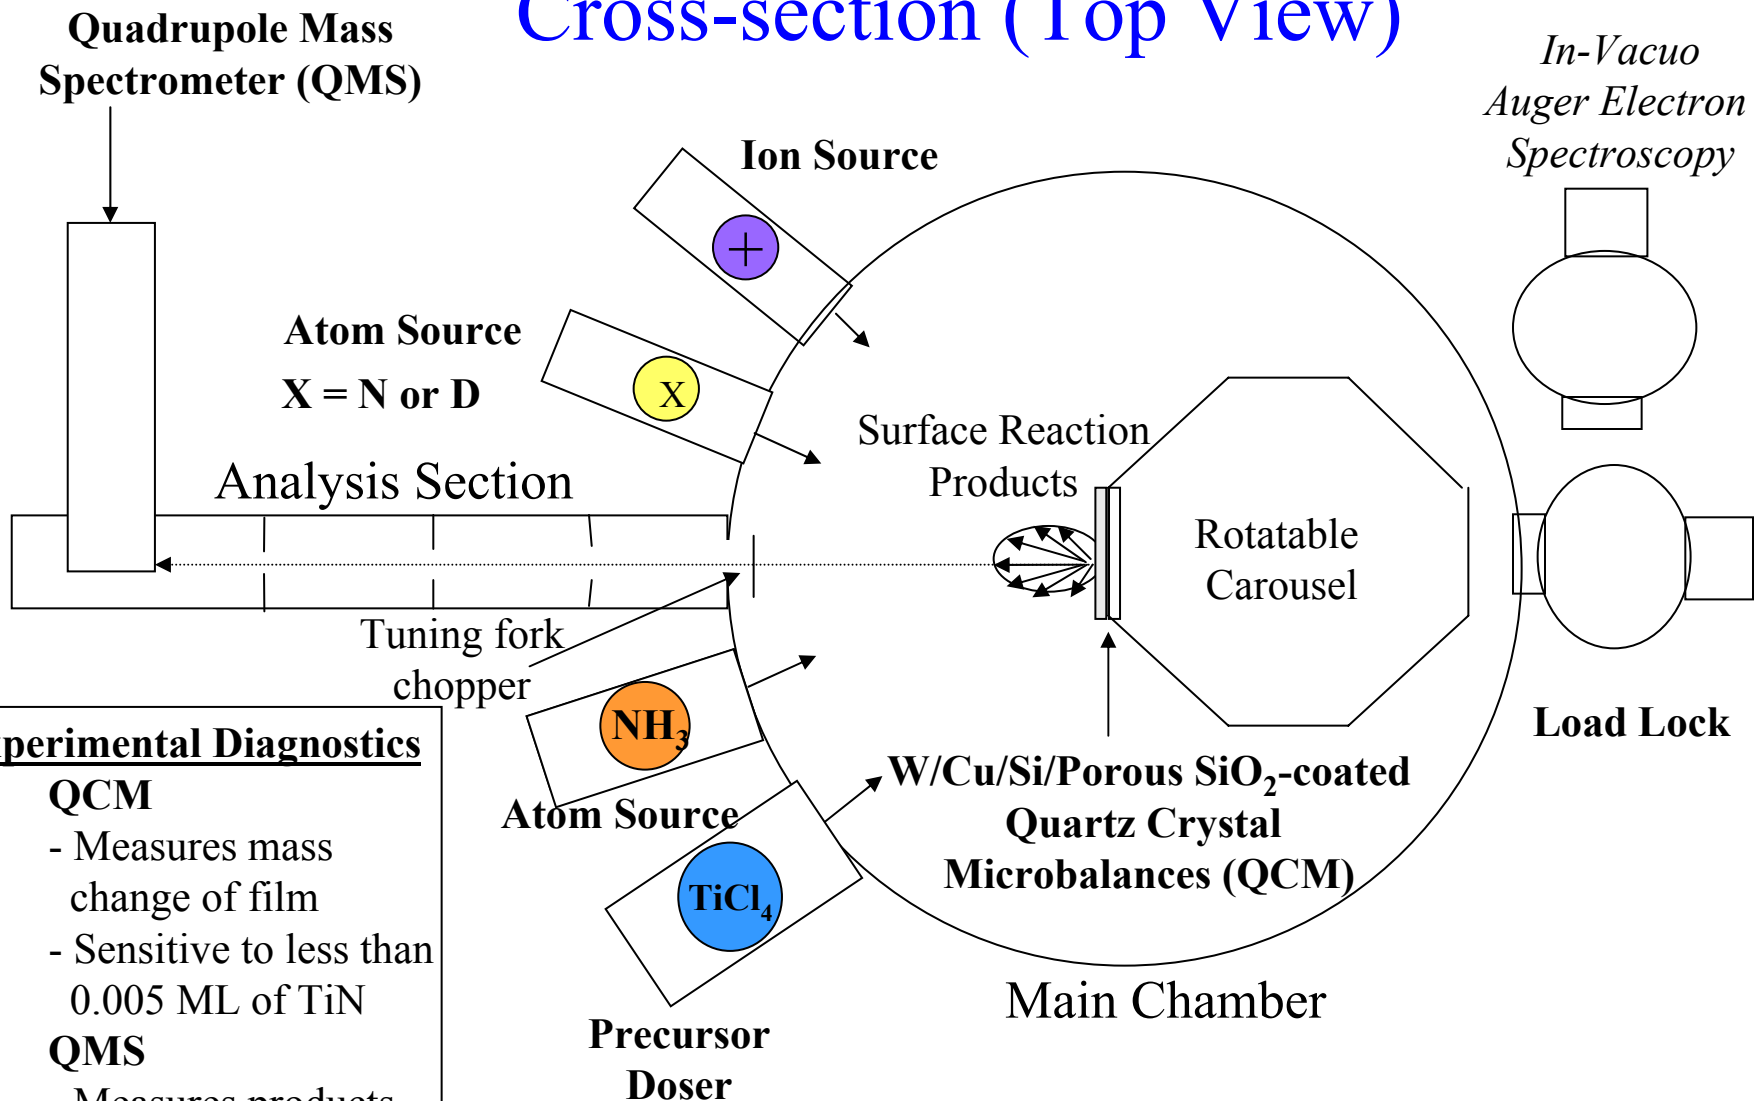 Cross-section (Top View)
Quadrupole Mass
Spectrometer (QMS)
In-Vacuo
Auger Electron
Spectroscopy
Ion Source
+
Atom Source
X = N or D
X
Surface Reaction
Products
Analysis Section
Rotatable
Carousel
Tuning fork
chopper
NH₃
Atom Source
Load Lock
W/Cu/Si/Porous SiO₂-coated
Quartz Crystal
Microbalances (QCM)
TiCl₄
Precursor
Doser
Main Chamber
perimental Diagnostics
QCM
- Measures mass
change of film
- Sensitive to less than
0.005 ML of TiN
QMS
Measures products